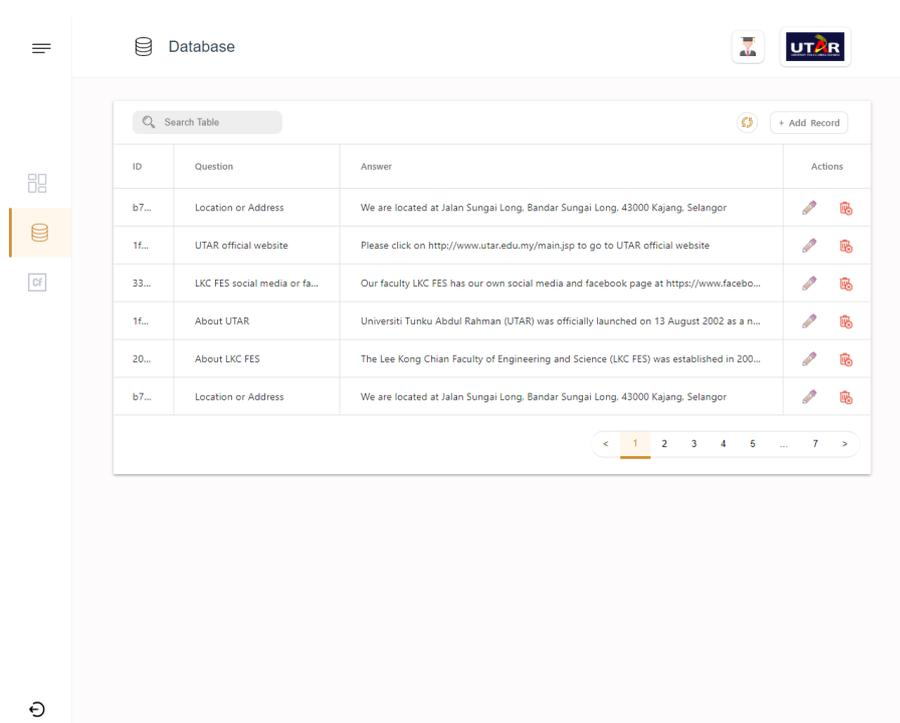 Database
UTAR
Search Table
+ Add Record
ID Question Answer Actions
b7... Location or Address We are located at Jalan Sungai Long, Bandar Sungai Long, 43000 Kajang, Selangor
1f... UTAR official website Please click on http://www.utar.edu.my/main.jsp to go to UTAR official website
33... LKC FES social media or fa... Our faculty LKC FES has our own social media and facebook page at https://www.facebo...
1f... About UTAR Universiti Tunku Abdul Rahman (UTAR) was officially launched on 13 August 2002 as a n...
20... About LKC FES The Lee Kong Chian Faculty of Engineering and Science (LKC FES) was established in 200...
b7... Location or Address We are located at Jalan Sungai Long, Bandar Sungai Long, 43000 Kajang, Selangor
Cf
< 1 2 3 4 5 ... 7 >